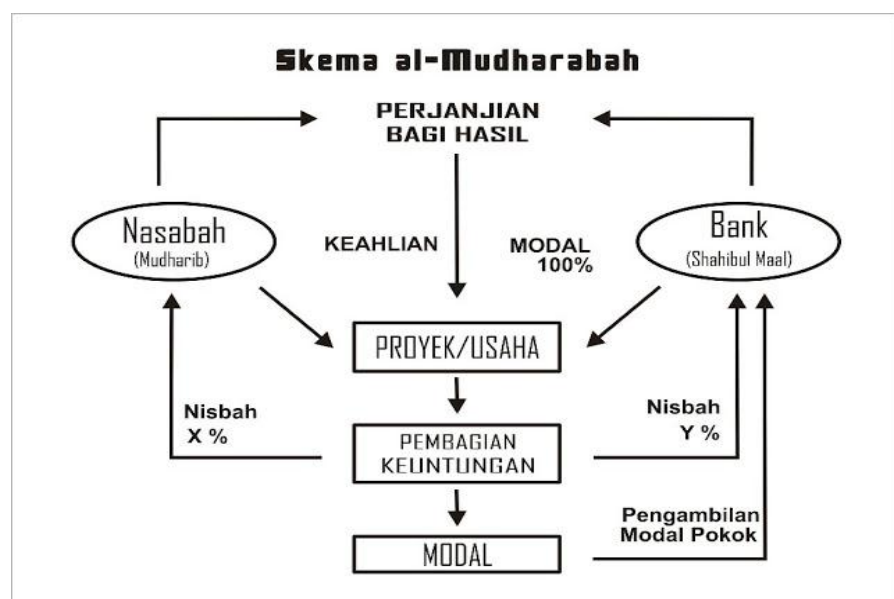 Skema al-Mudharabah
PERJANJIAN
BAGI HASIL
Nasabah
(Mudharib)
KEAHLIAN
MODAL
100%
Bank
(Shahibul Maal)
PROYEK/USAHA
Nisbah
X %
PEMBAGIAN
KEUNTUNGAN
Nisbah
Y %
MODAL
Pengambilan
Modal Pokok